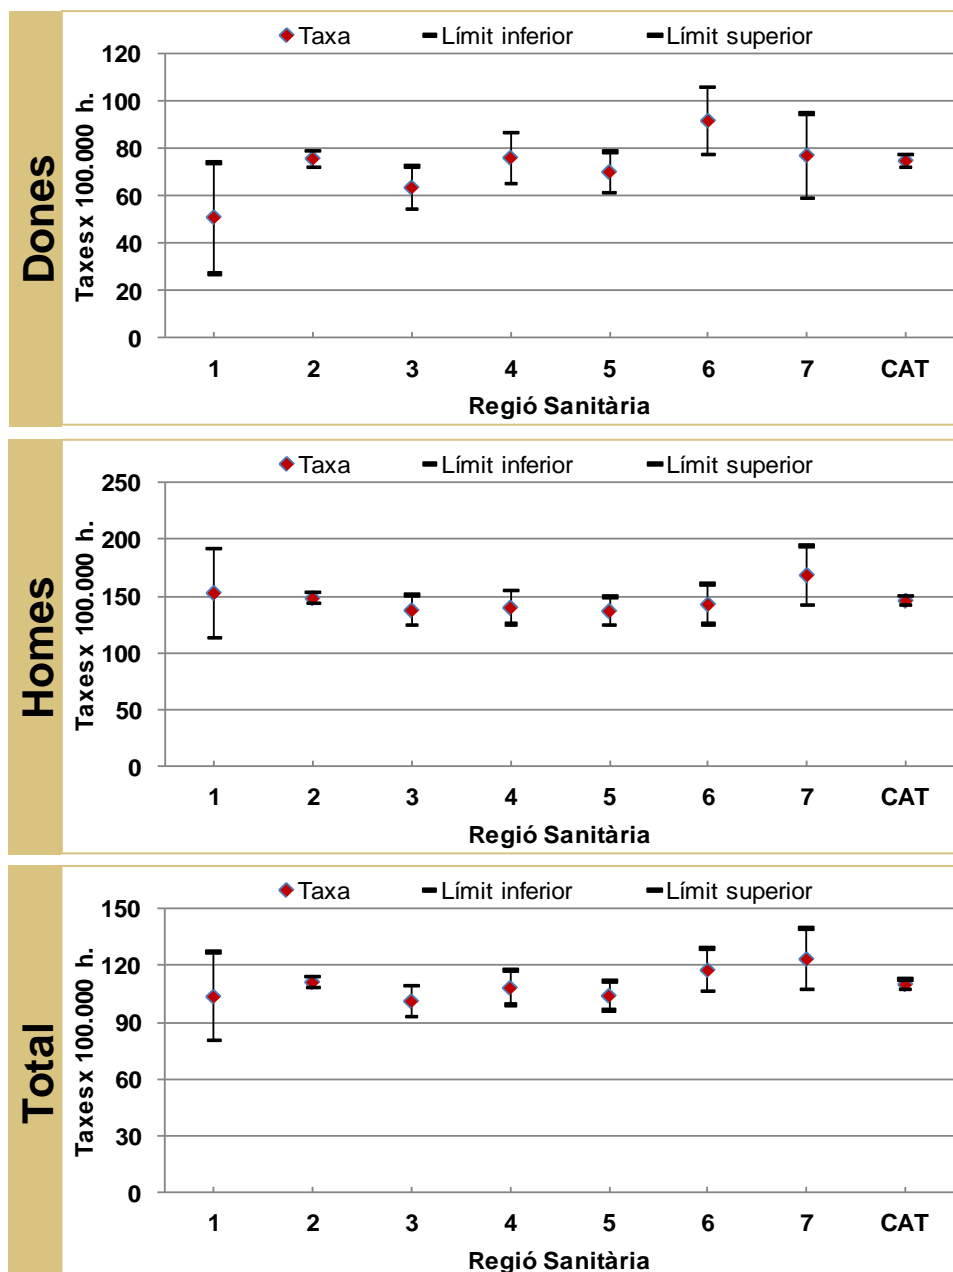 Dones
Taxa Límit inferior Límit superior
Taxes x 100.000 h.
120
100
80
60
40
20
0
1 2 3 4 5 6 7 CAT
Regió Sanitària
Homes
Taxa Límit inferior Límit superior
Taxes x 100.000 h.
250
200
150
100
50
0
1 2 3 4 5 6 7 CAT
Regió Sanitària
Total
Taxa Límit inferior Límit superior
Taxes x 100.000 h.
150
120
90
60
30
0
1 2 3 4 5 6 7 CAT
Regió Sanitària